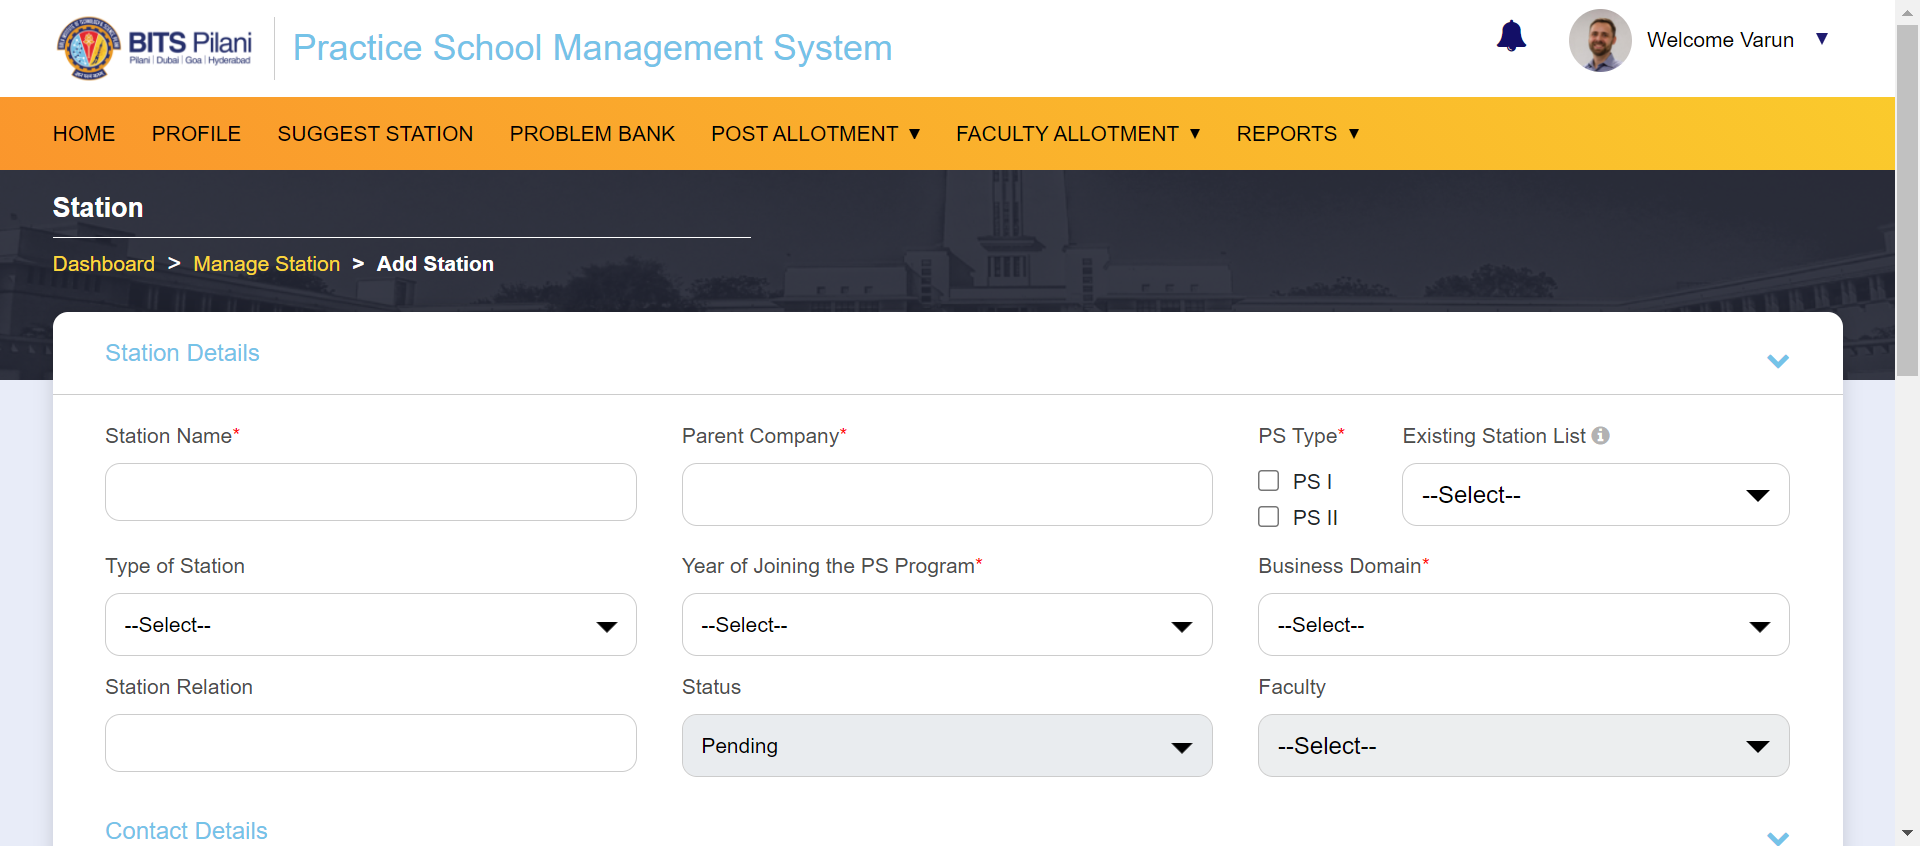 BITS Pilani
Pilani | Dubai | Goa | Hyderabad
Practice School Management System
Welcome Varun ▼
HOME PROFILE SUGGEST STATION PROBLEM BANK POST ALLOTMENT ▼ FACULTY ALLOTMENT ▼ REPORTS ▼
Station
Dashboard > Manage Station > Add Station
Station Details
Station Name* Parent Company* PS Type* Existing Station List
PS I
--Select--
PS II
Type of Station Year of Joining the PS Program* Business Domain*
--Select-- --Select-- --Select--
Station Relation Status Faculty
Pending --Select--
Contact Details